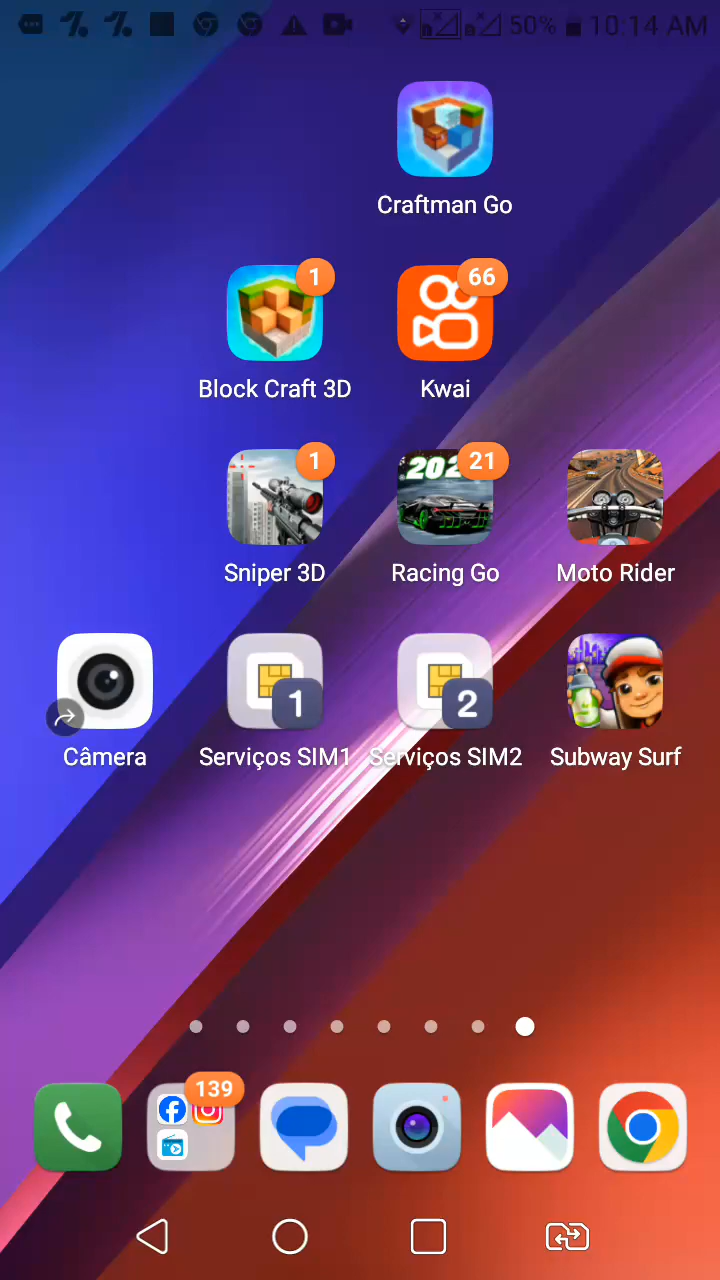 50% 10:14 AM
Craftman Go
1
66
Block Craft 3D
Kwai
1
202
21
Sniper 3D
Racing Go
Moto Rider
1
2
Câmera
Serviços SIM1
Serviços SIM2
Subway Surf
139